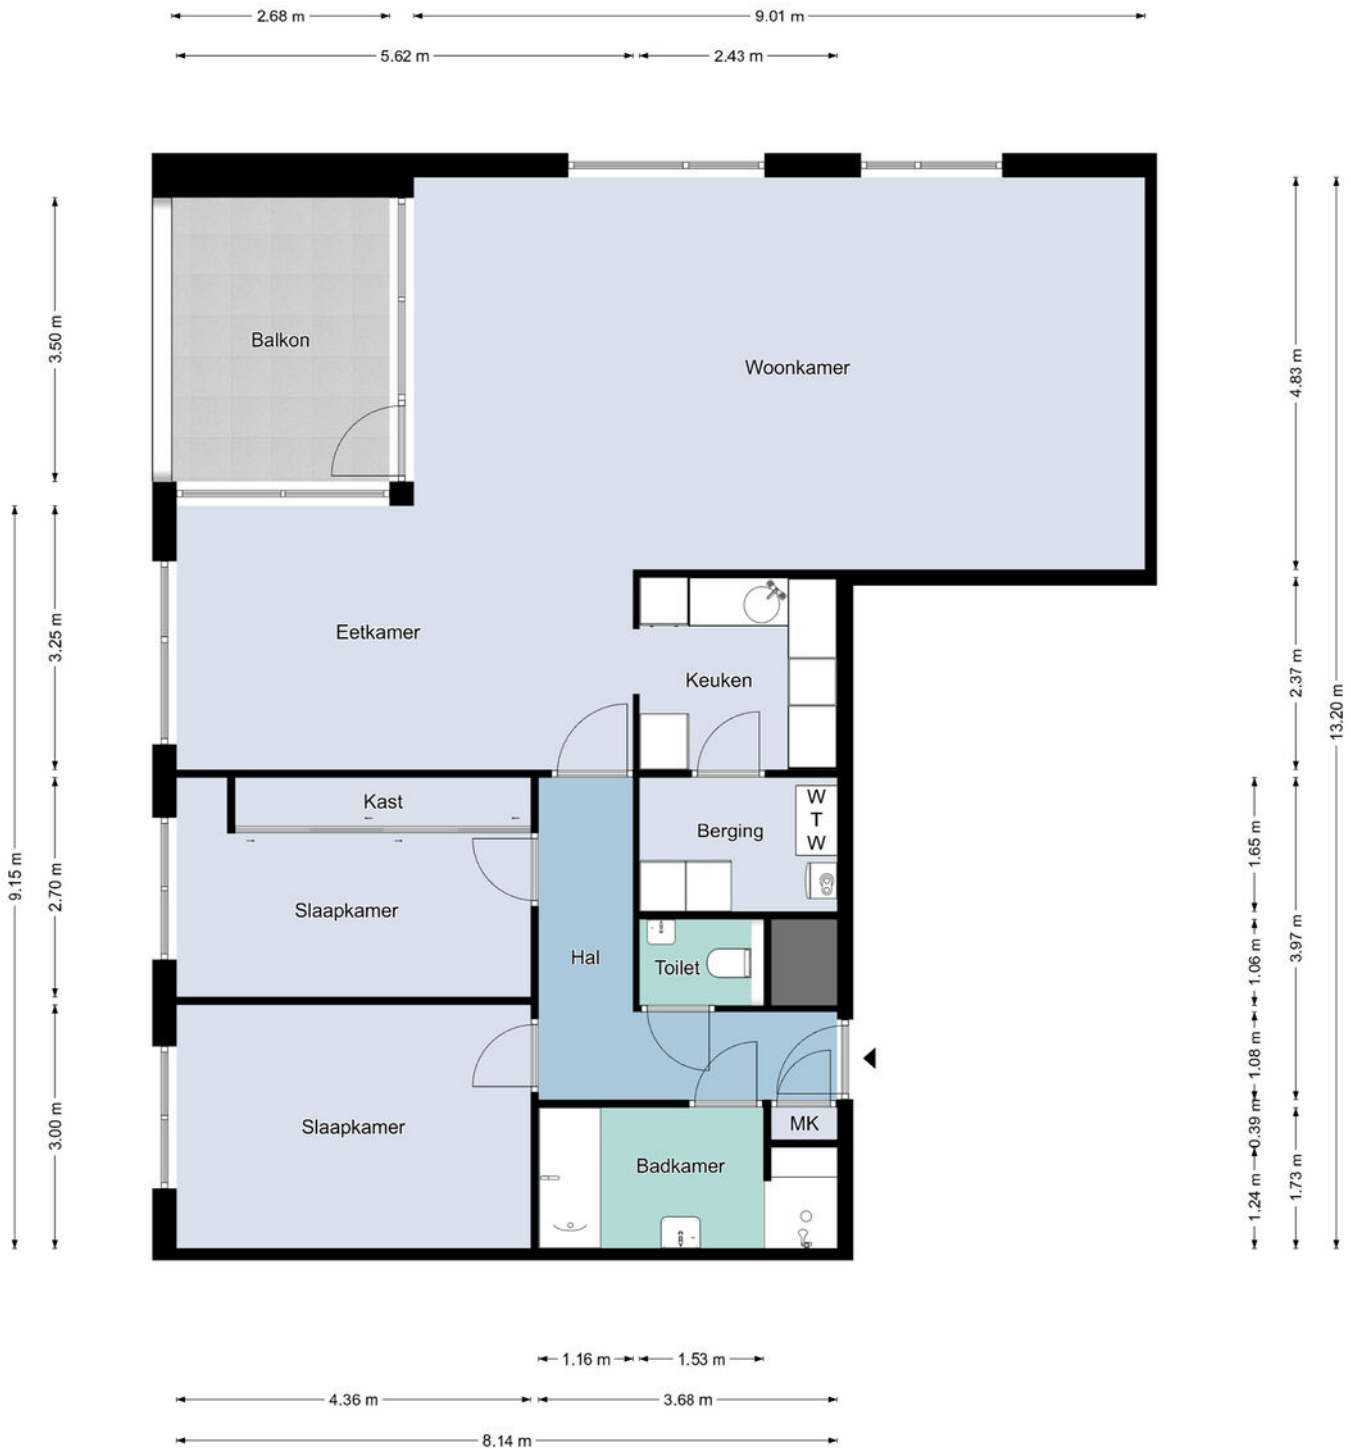 2.68 m
9.01 m
5.62 m
2.43 m
3.50 m
Balkon
Woonkamer
4.83 m
Eetkamer
3.25 m
Keuken
2.37 m
13.20 m
Kast
W
T
W
Berging
1.65 m
9.15 m
2.70 m
Slaapkamer
Hal
Toilet
1.06 m
3.97 m
1.08 m
Slaapkamer
3.00 m
MK
0.39 m
Badkamer
1.24 m
1.73 m
1.16 m
1.53 m
4.36 m
3.68 m
8.14 m